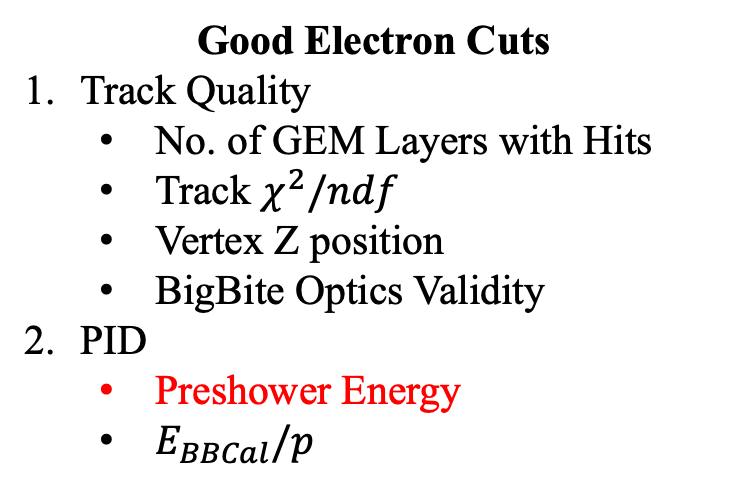 Good Electron Cuts
1. Track Quality
• No. of GEM Layers with Hits
• Track χ²/ndf
• Vertex Z position
• BigBite Optics Validity
2. PID
• Preshower Energy
• E_BBCal/p